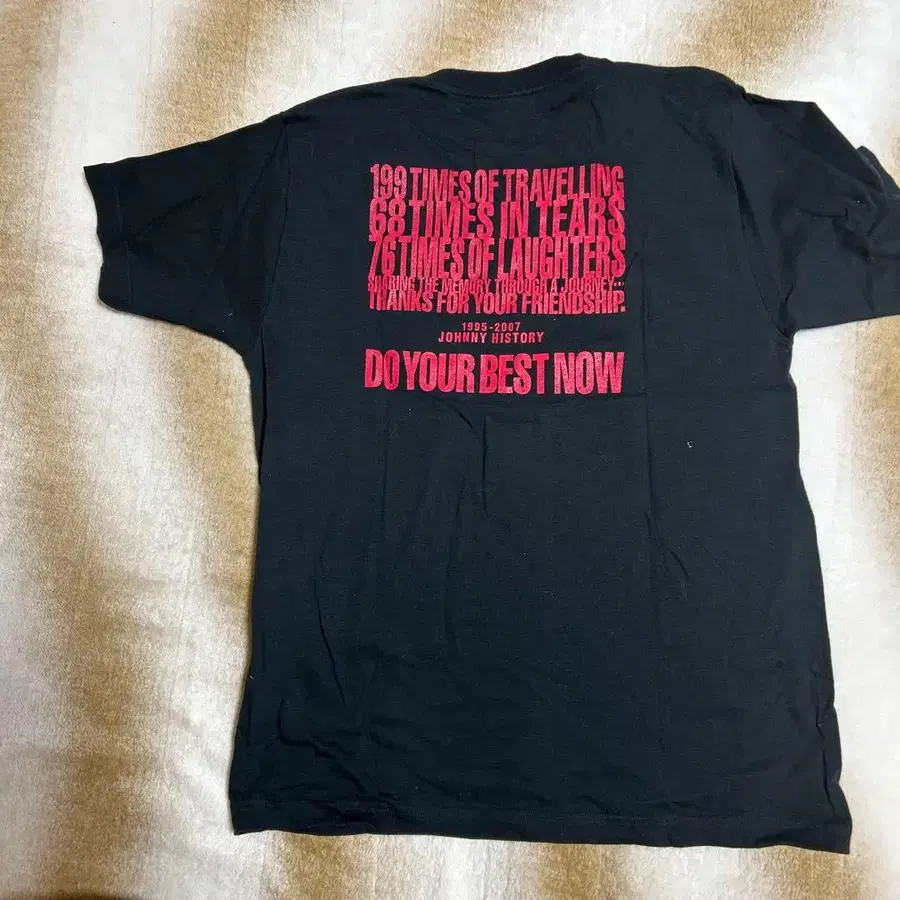 199 TIMES OF TRAVELLING
68 TIMES IN TEARS
76 TIMES OF LAUGHTERS
SHARING THE MEMORY THROUGH A JOURNEY...
THANKS FOR YOUR FRIENDSHIP.
1995-2007
JOHNNY HISTORY
DO YOUR BEST NOW